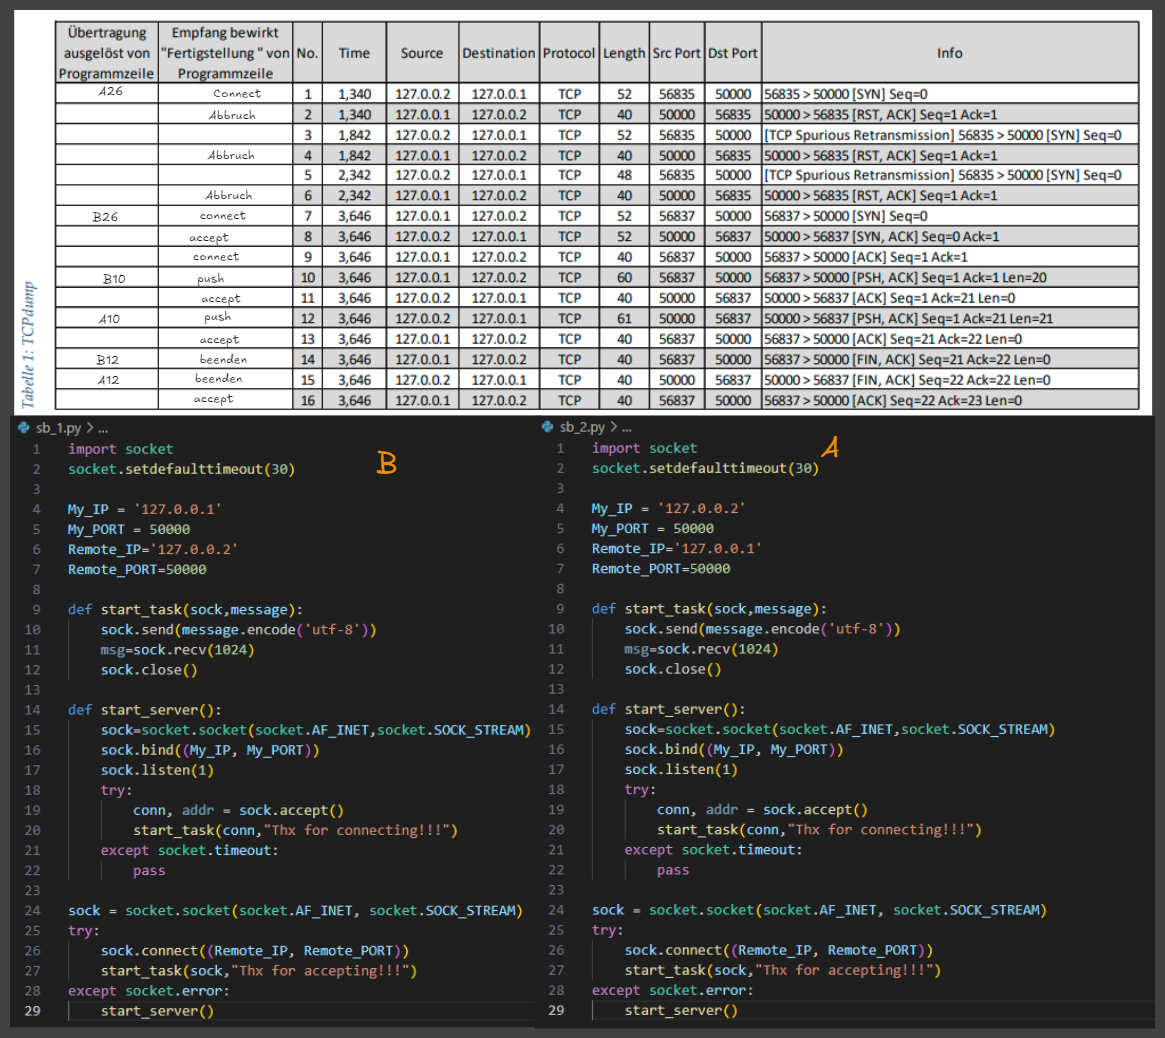 Übertragung ausgelöst von Programmzeile | Empfang bewirkt "Fertigstellung " von Programmzeile | No. | Time | Source | Destination | Protocol | Length | Src Port | Dst Port | Info
A26 | Connect | 1 | 1,340 | 127.0.0.2 | 127.0.0.1 | TCP | 52 | 56835 | 50000 | 56835 > 50000 [SYN] Seq=0
Abbruch | 2 | 1,340 | 127.0.0.1 | 127.0.0.2 | TCP | 40 | 50000 | 56835 | 50000 > 56835 [RST, ACK] Seq=1 Ack=1
3 | 1,842 | 127.0.0.2 | 127.0.0.1 | TCP | 52 | 56835 | 50000 | [TCP Spurious Retransmission] 56835 > 50000 [SYN] Seq=0
Abbruch | 4 | 1,842 | 127.0.0.1 | 127.0.0.2 | TCP | 40 | 50000 | 56835 | 50000 > 56835 [RST, ACK] Seq=1 Ack=1
5 | 2,342 | 127.0.0.2 | 127.0.0.1 | TCP | 48 | 56835 | 50000 | [TCP Spurious Retransmission] 56835 > 50000 [SYN] Seq=0
Abbruch | 6 | 2,342 | 127.0.0.1 | 127.0.0.2 | TCP | 40 | 50000 | 56835 | 50000 > 56835 [RST, ACK] Seq=1 Ack=1
B26 | connect | 7 | 3,646 | 127.0.0.1 | 127.0.0.2 | TCP | 52 | 56837 | 50000 | 56837 > 50000 [SYN] Seq=0
accept | 8 | 3,646 | 127.0.0.2 | 127.0.0.1 | TCP | 52 | 50000 | 56837 | 50000 > 56837 [SYN, ACK] Seq=0 Ack=1
connect | 9 | 3,646 | 127.0.0.1 | 127.0.0.2 | TCP | 40 | 56837 | 50000 | 56837 > 50000 [ACK] Seq=1 Ack=1
B10 | push | 10 | 3,646 | 127.0.0.1 | 127.0.0.2 | TCP | 60 | 56837 | 50000 | 56837 > 50000 [PSH, ACK] Seq=1 Ack=1 Len=20
accept | 11 | 3,646 | 127.0.0.2 | 127.0.0.1 | TCP | 40 | 50000 | 56837 | 50000 > 56837 [ACK] Seq=1 Ack=21 Len=0
A10 | push | 12 | 3,646 | 127.0.0.2 | 127.0.0.1 | TCP | 61 | 50000 | 56837 | 50000 > 56837 [PSH, ACK] Seq=1 Ack=21 Len=21
accept | 13 | 3,646 | 127.0.0.1 | 127.0.0.2 | TCP | 40 | 56837 | 50000 | 56837 > 50000 [ACK] Seq=21 Ack=22 Len=0
B12 | beenden | 14 | 3,646 | 127.0.0.1 | 127.0.0.2 | TCP | 40 | 56837 | 50000 | 56837 > 50000 [FIN, ACK] Seq=21 Ack=22 Len=0
A12 | beenden | 15 | 3,646 | 127.0.0.2 | 127.0.0.1 | TCP | 40 | 50000 | 56837 | 50000 > 56837 [FIN, ACK] Seq=22 Ack=22 Len=0
accept | 16 | 3,646 | 127.0.0.1 | 127.0.0.2 | TCP | 40 | 56837 | 50000 | 56837 > 50000 [ACK] Seq=22 Ack=23 Len=0
Tabelle 1: TCPdump
sb_1.py > ...
B
1 import socket
2 socket.setdefaulttimeout(30)
3
4 My_IP = '127.0.0.1'
5 My_PORT = 50000
6 Remote_IP='127.0.0.2'
7 Remote_PORT=50000
8
9 def start_task(sock,message):
10 sock.send(message.encode('utf-8'))
11 msg=sock.recv(1024)
12 sock.close()
13
14 def start_server():
15 sock=socket.socket(socket.AF_INET,socket.SOCK_STREAM)
16 sock.bind((My_IP, My_PORT))
17 sock.listen(1)
18 try:
19 conn, addr = sock.accept()
20 start_task(conn,"Thx for connecting!!!")
21 except socket.timeout:
22 pass
23
24 sock = socket.socket(socket.AF_INET, socket.SOCK_STREAM)
25 try:
26 sock.connect((Remote_IP, Remote_PORT))
27 start_task(sock,"Thx for accepting!!!")
28 except socket.error:
29 start_server()
sb_2.py > ...
A
1 import socket
2 socket.setdefaulttimeout(30)
3
4 My_IP = '127.0.0.2'
5 My_PORT = 50000
6 Remote_IP='127.0.0.1'
7 Remote_PORT=50000
8
9 def start_task(sock,message):
10 sock.send(message.encode('utf-8'))
11 msg=sock.recv(1024)
12 sock.close()
13
14 def start_server():
15 sock=socket.socket(socket.AF_INET,socket.SOCK_STREAM)
16 sock.bind((My_IP, My_PORT))
17 sock.listen(1)
18 try:
19 conn, addr = sock.accept()
20 start_task(conn,"Thx for connecting!!!")
21 except socket.timeout:
22 pass
23
24 sock = socket.socket(socket.AF_INET, socket.SOCK_STREAM)
25 try:
26 sock.connect((Remote_IP, Remote_PORT))
27 start_task(sock,"Thx for accepting!!!")
28 except socket.error:
29 start_server()